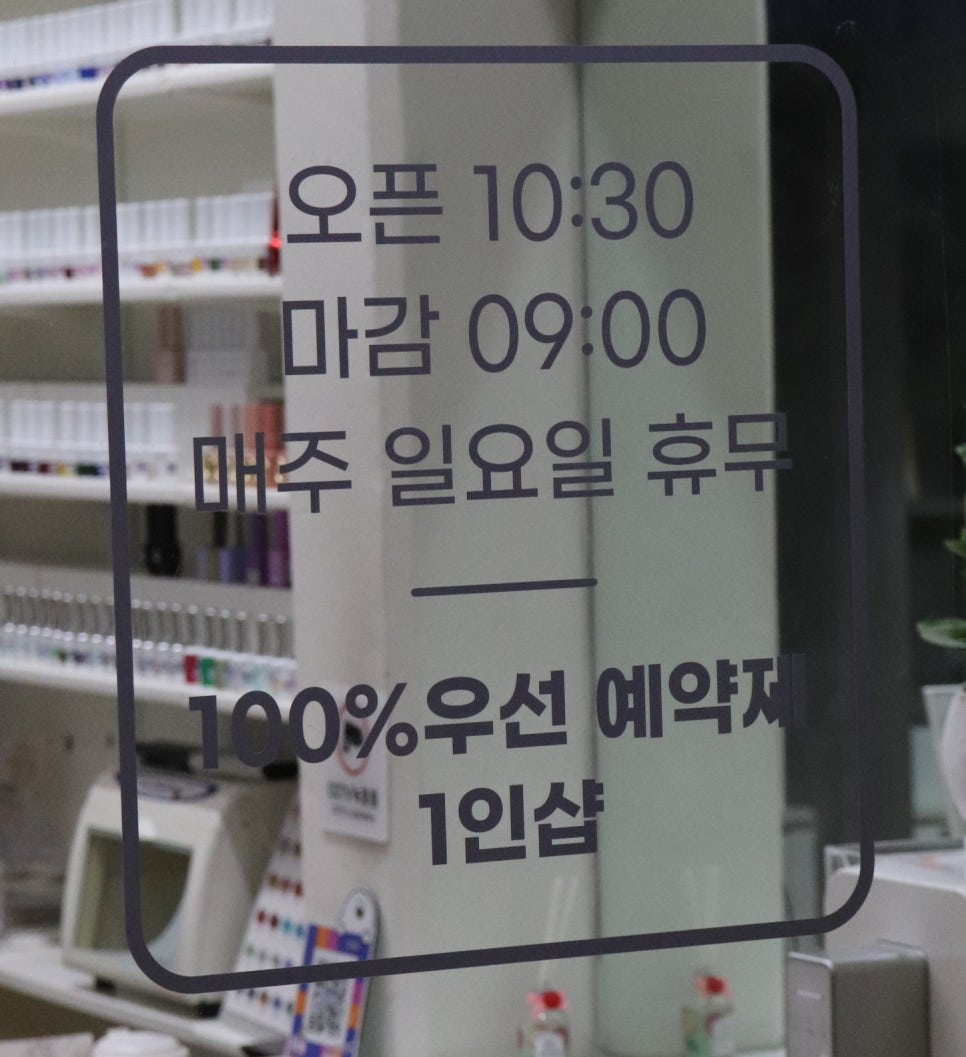 오픈 10:30
마감 09:00
매주 일요일 휴무
100%우선 예약제
1인샵